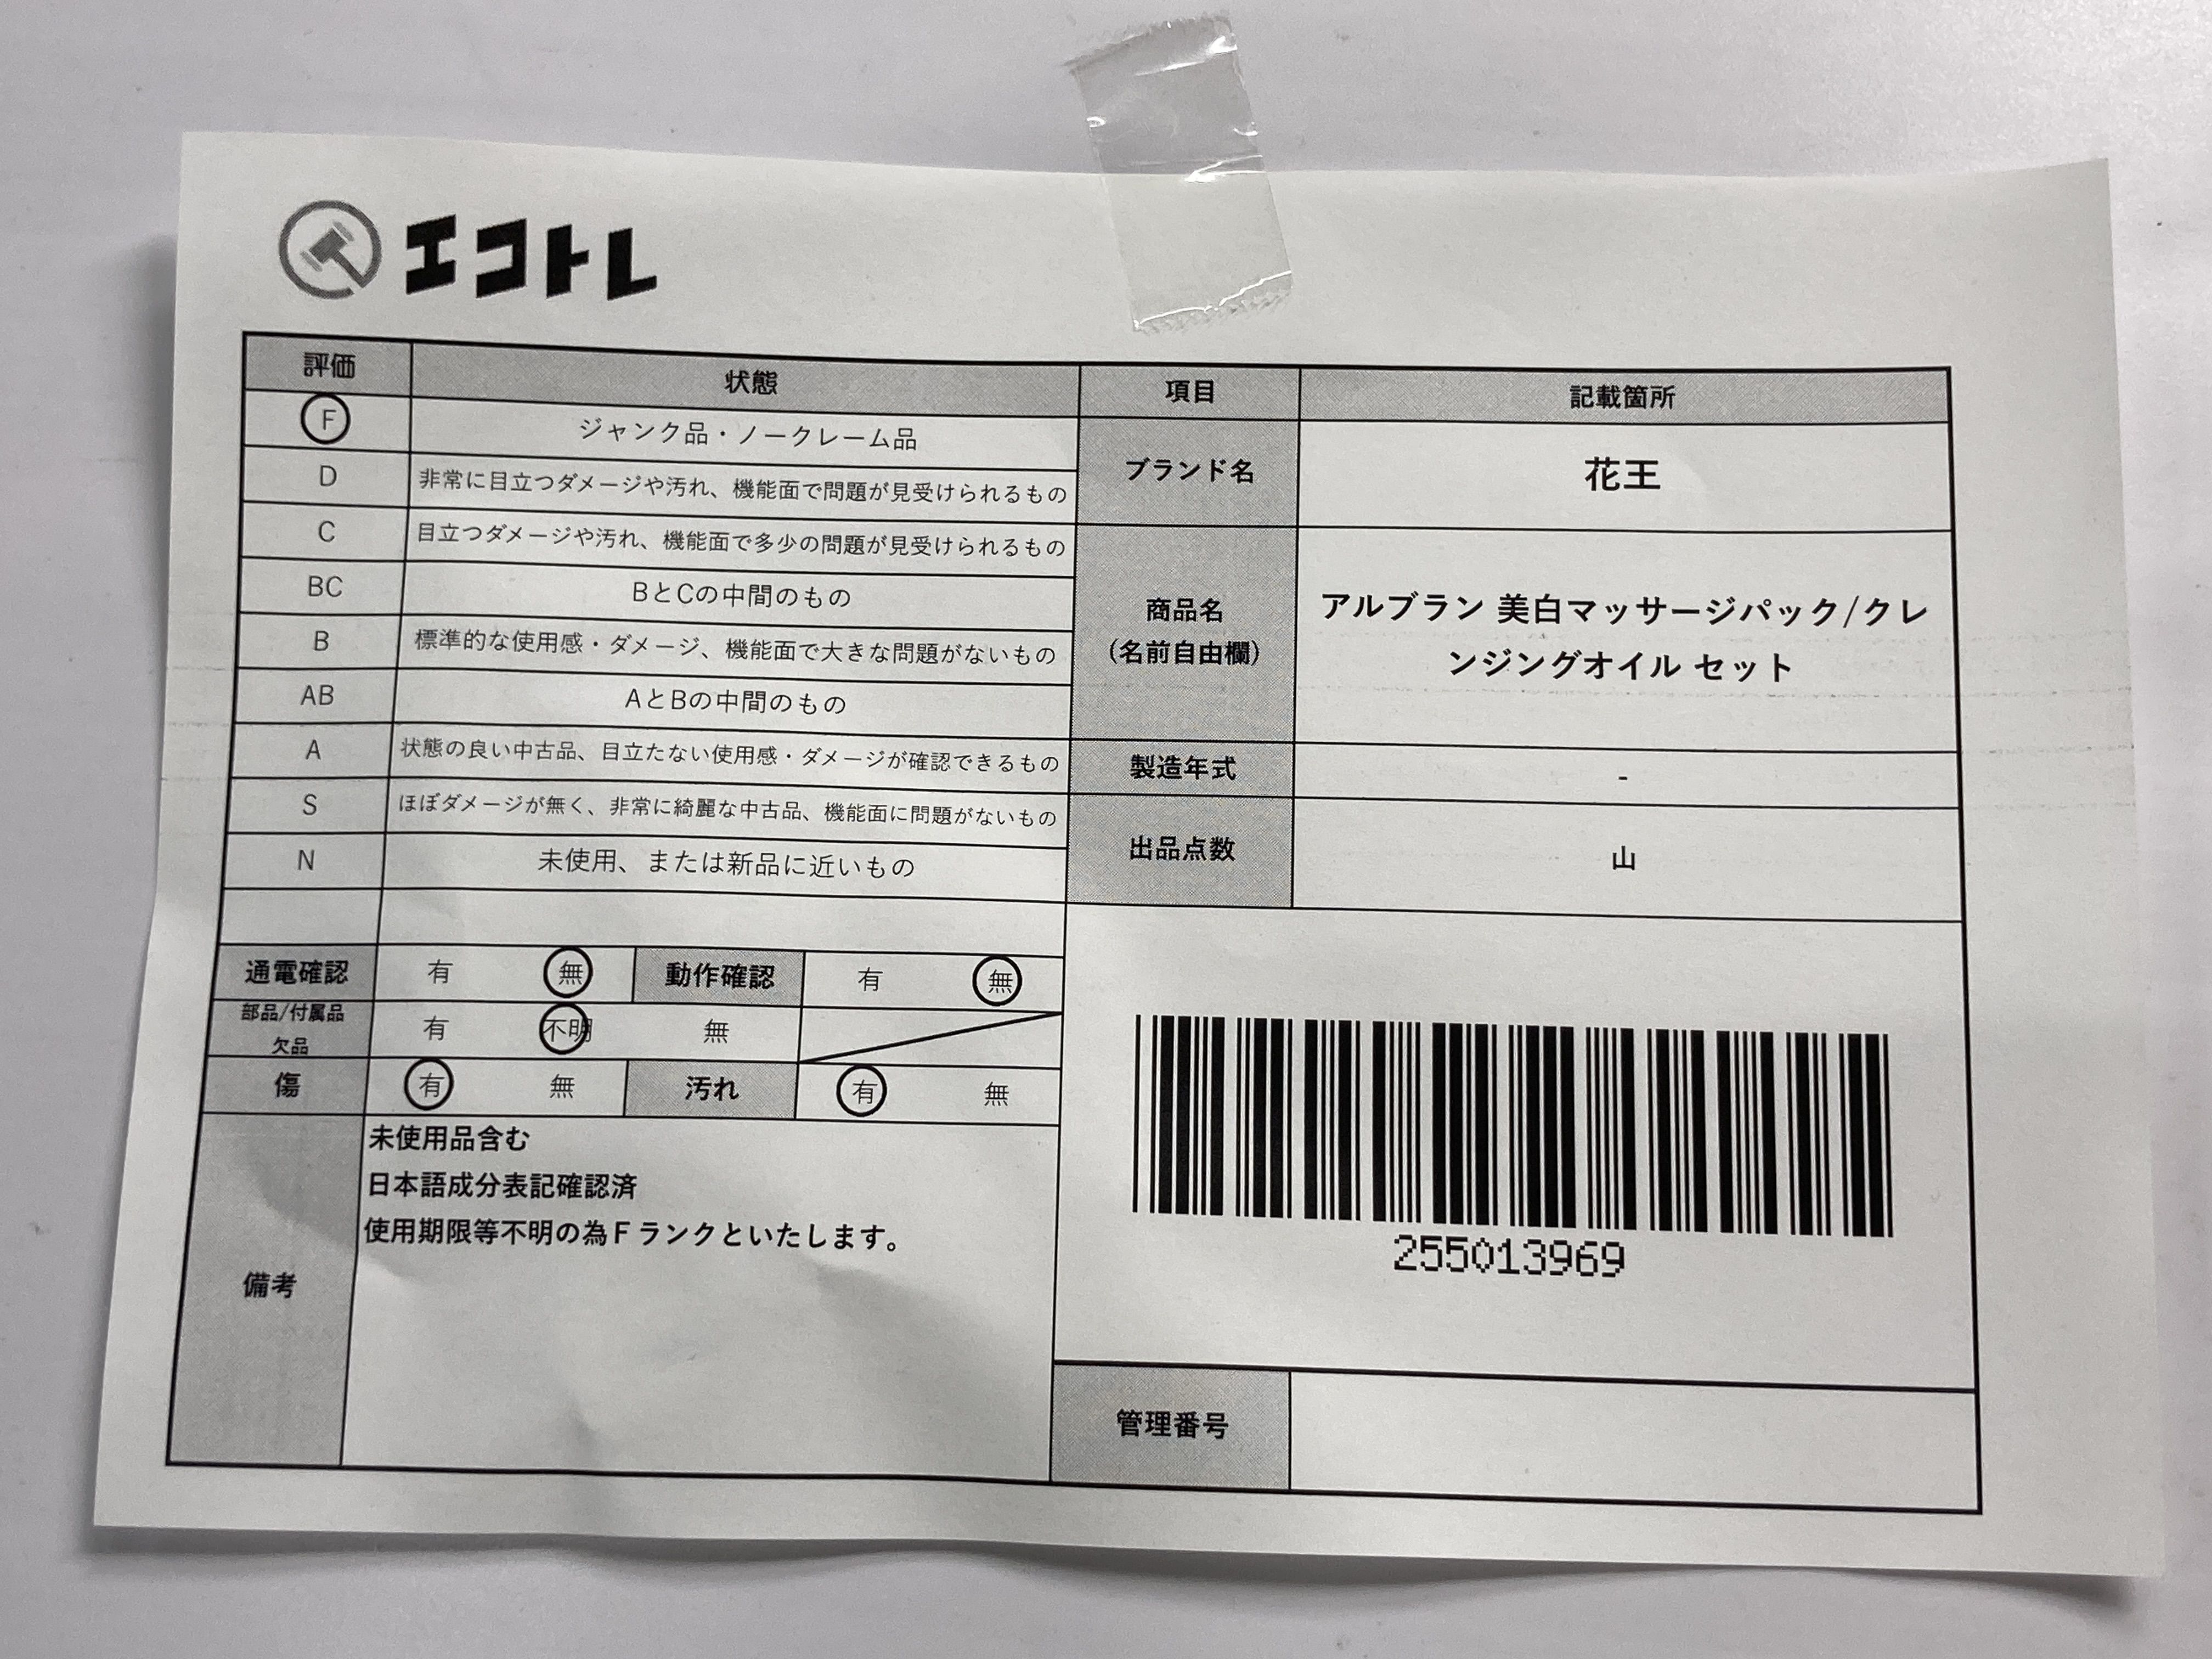 エコトレ
評価 状態 項目 記載箇所
F ジャンク品・ノークレーム品
D 非常に目立つダメージや汚れ、機能面で問題が見受けられるもの
C 目立つダメージや汚れ、機能面で多少の問題が見受けられるもの
BC BとCの中間のもの
B 標準的な使用感・ダメージ、機能面で大きな問題がないもの
AB AとBの中間のもの
A 状態の良い中古品、目立たない使用感・ダメージが確認できるもの
S ほぼダメージが無く、非常に綺麗な中古品、機能面に問題がないもの
N 未使用、または新品に近いもの
ブランド名 花王
商品名
(名前自由欄)
アルブラン 美白マッサージパック/クレ
ンジングオイル セット
製造年式 -
出品点数 山
通電確認 有 無 動作確認 有 無
部品/付属品
欠品
有 不明 無
傷 有 無 汚れ 有 無
備考
未使用品含む
日本語成分表記確認済
使用期限等不明の為Fランクといたします。
255013969
管理番号